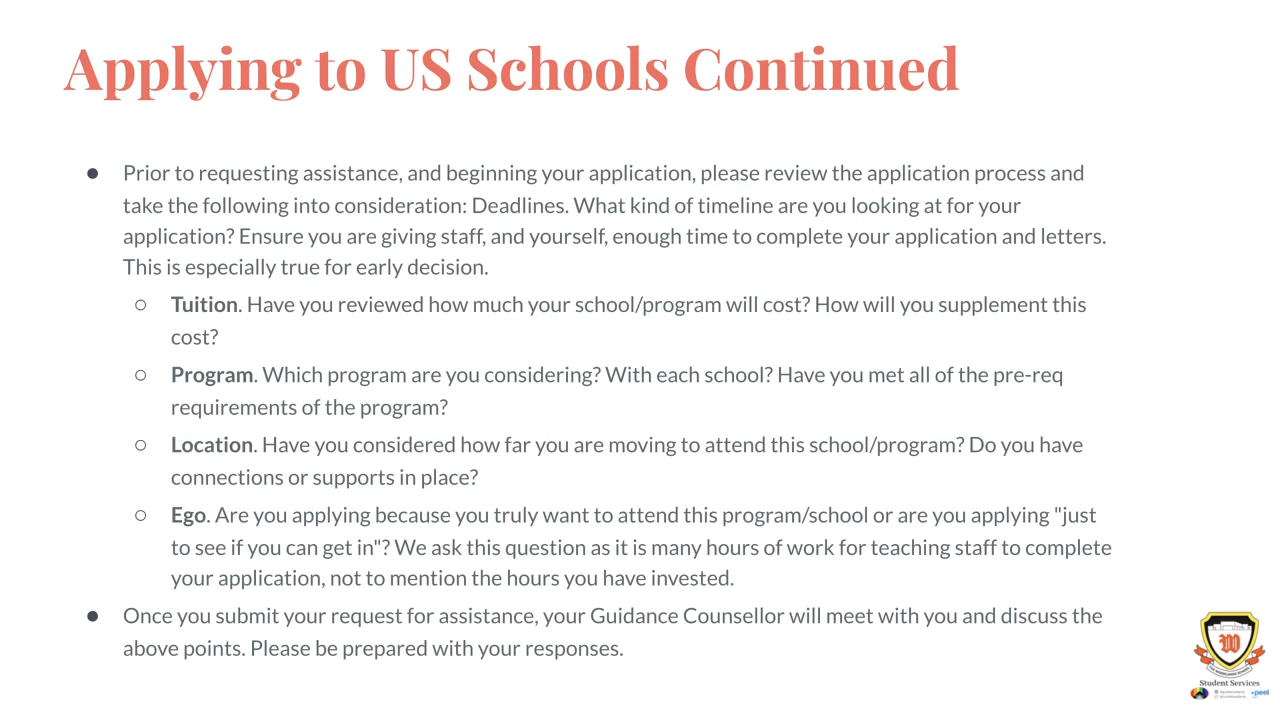 Applying to US Schools Continued
● Prior to requesting assistance, and beginning your application, please review the application process and
take the following into consideration: Deadlines. What kind of timeline are you looking at for your
application? Ensure you are giving staff, and yourself, enough time to complete your application and letters.
This is especially true for early decision.
○ Tuition. Have you reviewed how much your school/program will cost? How will you supplement this
cost?
○ Program. Which program are you considering? With each school? Have you met all of the pre-req
requirements of the program?
○ Location. Have you considered how far you are moving to attend this school/program? Do you have
connections or supports in place?
○ Ego. Are you applying because you truly want to attend this program/school or are you applying "just
to see if you can get in"? We ask this question as it is many hours of work for teaching staff to complete
your application, not to mention the hours you have invested.
● Once you submit your request for assistance, your Guidance Counsellor will meet with you and discuss the
above points. Please be prepared with your responses.
W
Student Services
peel